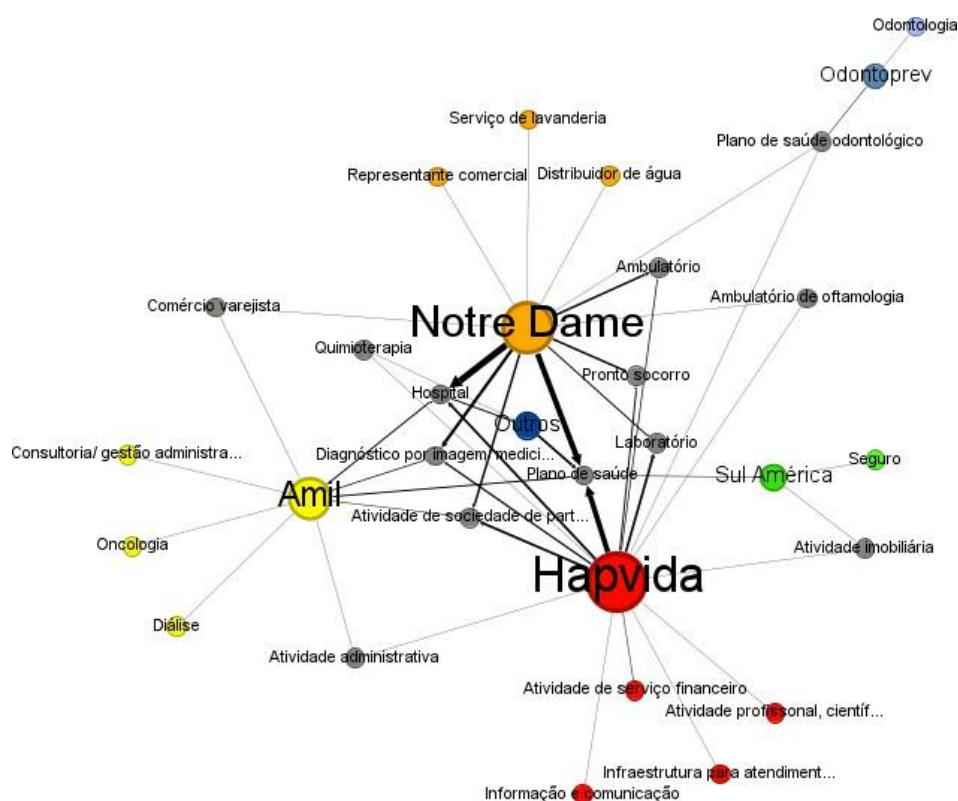 Odontologia
Odontoprev
Serviço de lavanderia
Plano de saúde odontológico
Representante comercial
Distribuidor de água
Ambulatório
Comércio varejista
Ambulatório de oftamologia
Notre Dame
Quimioterapia
Pronto socorro
Hospital
Outros
Laboratório
Consultoria/ gestão administra...
Diagnóstico por imagem/medici...
Plano de saúde
Sul América
Seguro
Amil
Atividade de sociedade de part...
Oncologia
Atividade imobiliária
Hapvida
Diálise
Atividade administrativa
Atividade de serviço financeiro
Atividade profissonal, científ...
Infraestrutura para atendiment...
Informação e comunicação